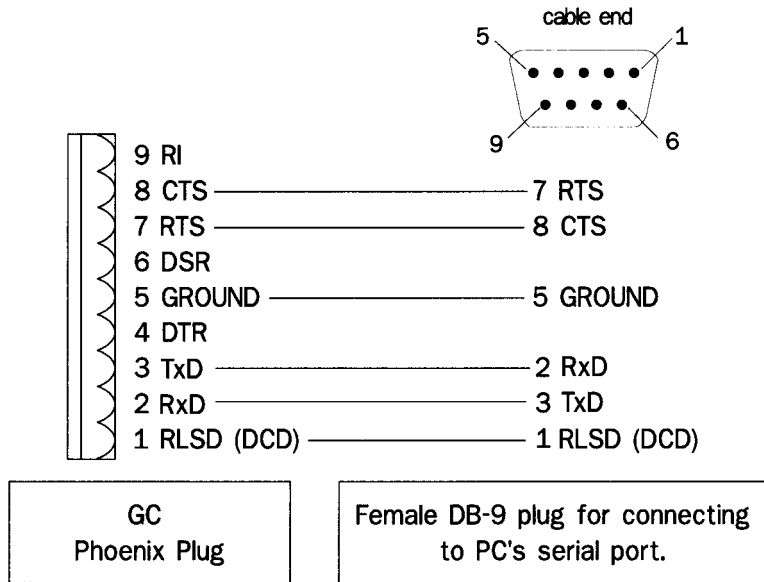 cable end
5 1
9 6
9 RI
8 CTS 7 RTS
7 RTS 8 CTS
6 DSR
5 GROUND 5 GROUND
4 DTR
3 TxD 2 RxD
2 RxD 3 TxD
1 RLSD (DCD) 1 RLSD (DCD)
GC
Phoenix Plug
Female DB-9 plug for connecting
to PC's serial port.